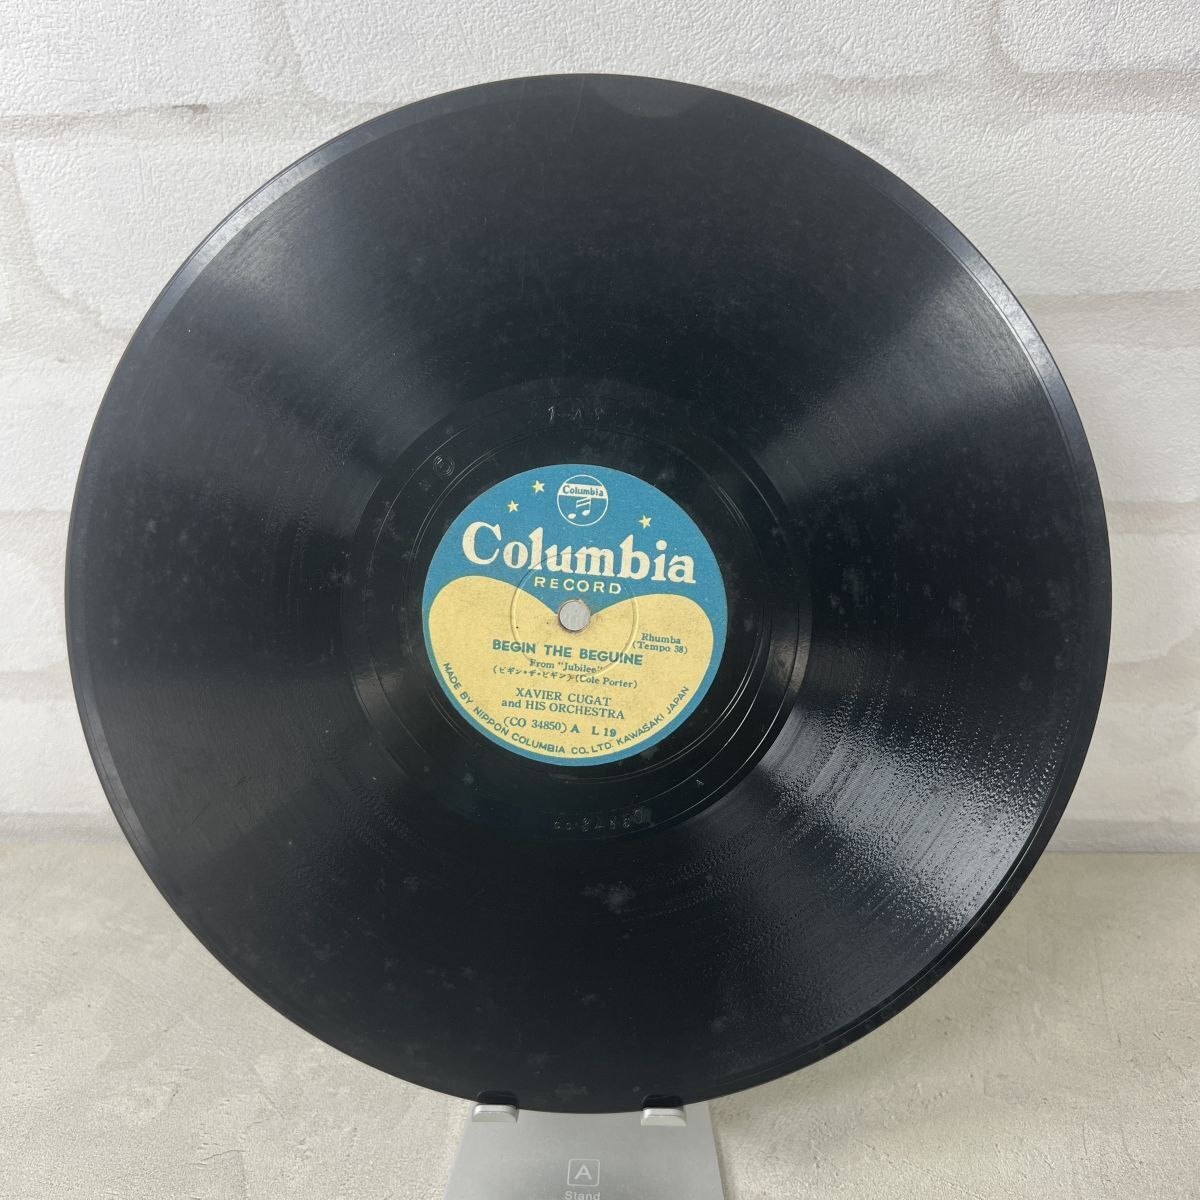 Columbia
Columbia
RECORD
Rhumba
(Tempo 38)
BEGIN THE BEGUINE
From "Jubilee"
(ビギン・ザ・ビギン) (Cole Porter)
XAVIER CUGAT
and HIS ORCHESTRA
(CO 34850) A L 19
MADE BY NIPPON COLUMBIA CO., LTD. KAWASAKI JAPAN
A
A
Stand